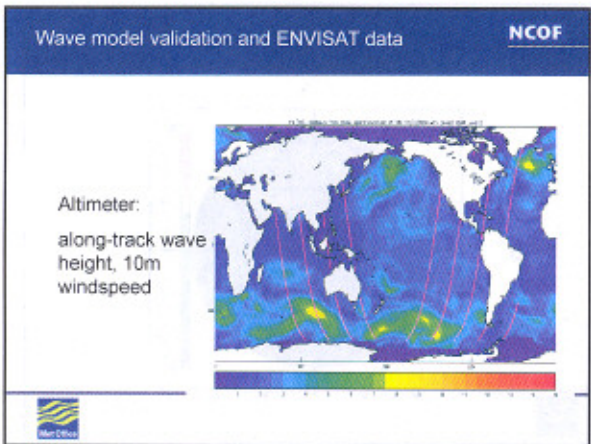 Wave model validation and ENVISAT data
NCOF
Altimeter:
along-track wave
height, 10m
windspeed
Met Office